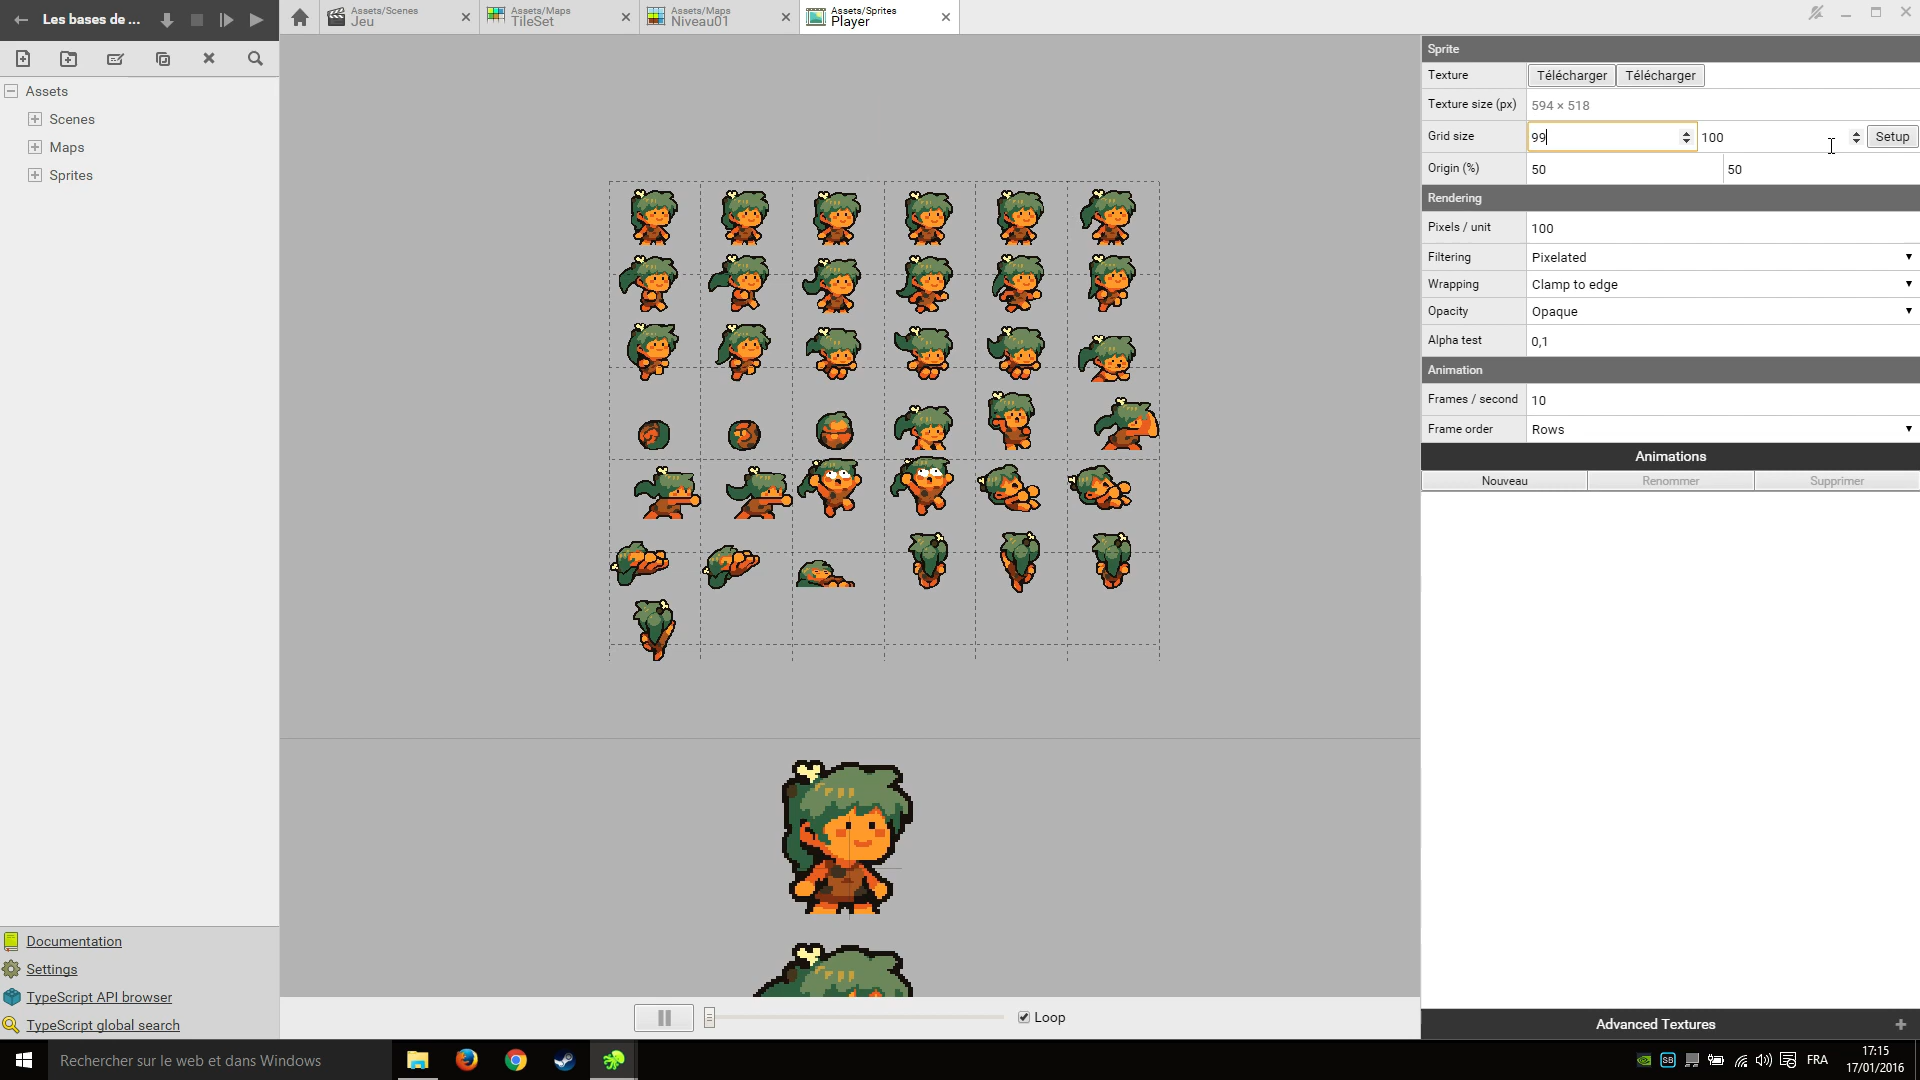 Les bases de ...
Assets/Scenes
Jeu
Assets/Maps
TileSet
Assets/Maps
Niveau01
Assets/Sprites
Player
Assets
Scenes
Maps
Sprites
Documentation
Settings
TypeScript API browser
TypeScript global search
Loop
Sprite
Texture Télécharger Télécharger
Texture size (px) 594 × 518
Grid size 99 100 Setup
Origin (%) 50 50
Rendering
Pixels / unit 100
Filtering Pixelated
Wrapping Clamp to edge
Opacity Opaque
Alpha test 0,1
Animation
Frames / second 10
Frame order Rows
Animations
Nouveau Renommer Supprimer
Advanced Textures
Rechercher sur le web et dans Windows
SB
FRA
17:15
17/01/2016